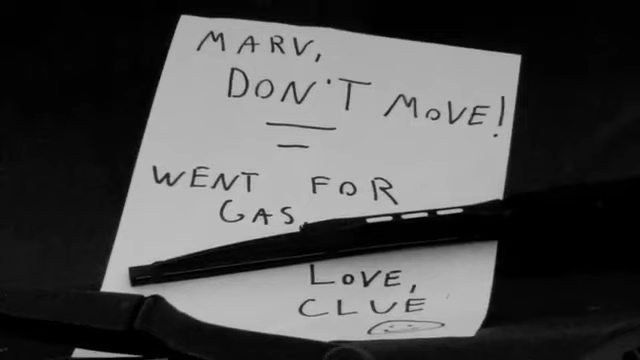 MARV,
DON'T MOVE!
WENT FOR
GAS
LOVE,
CLUE